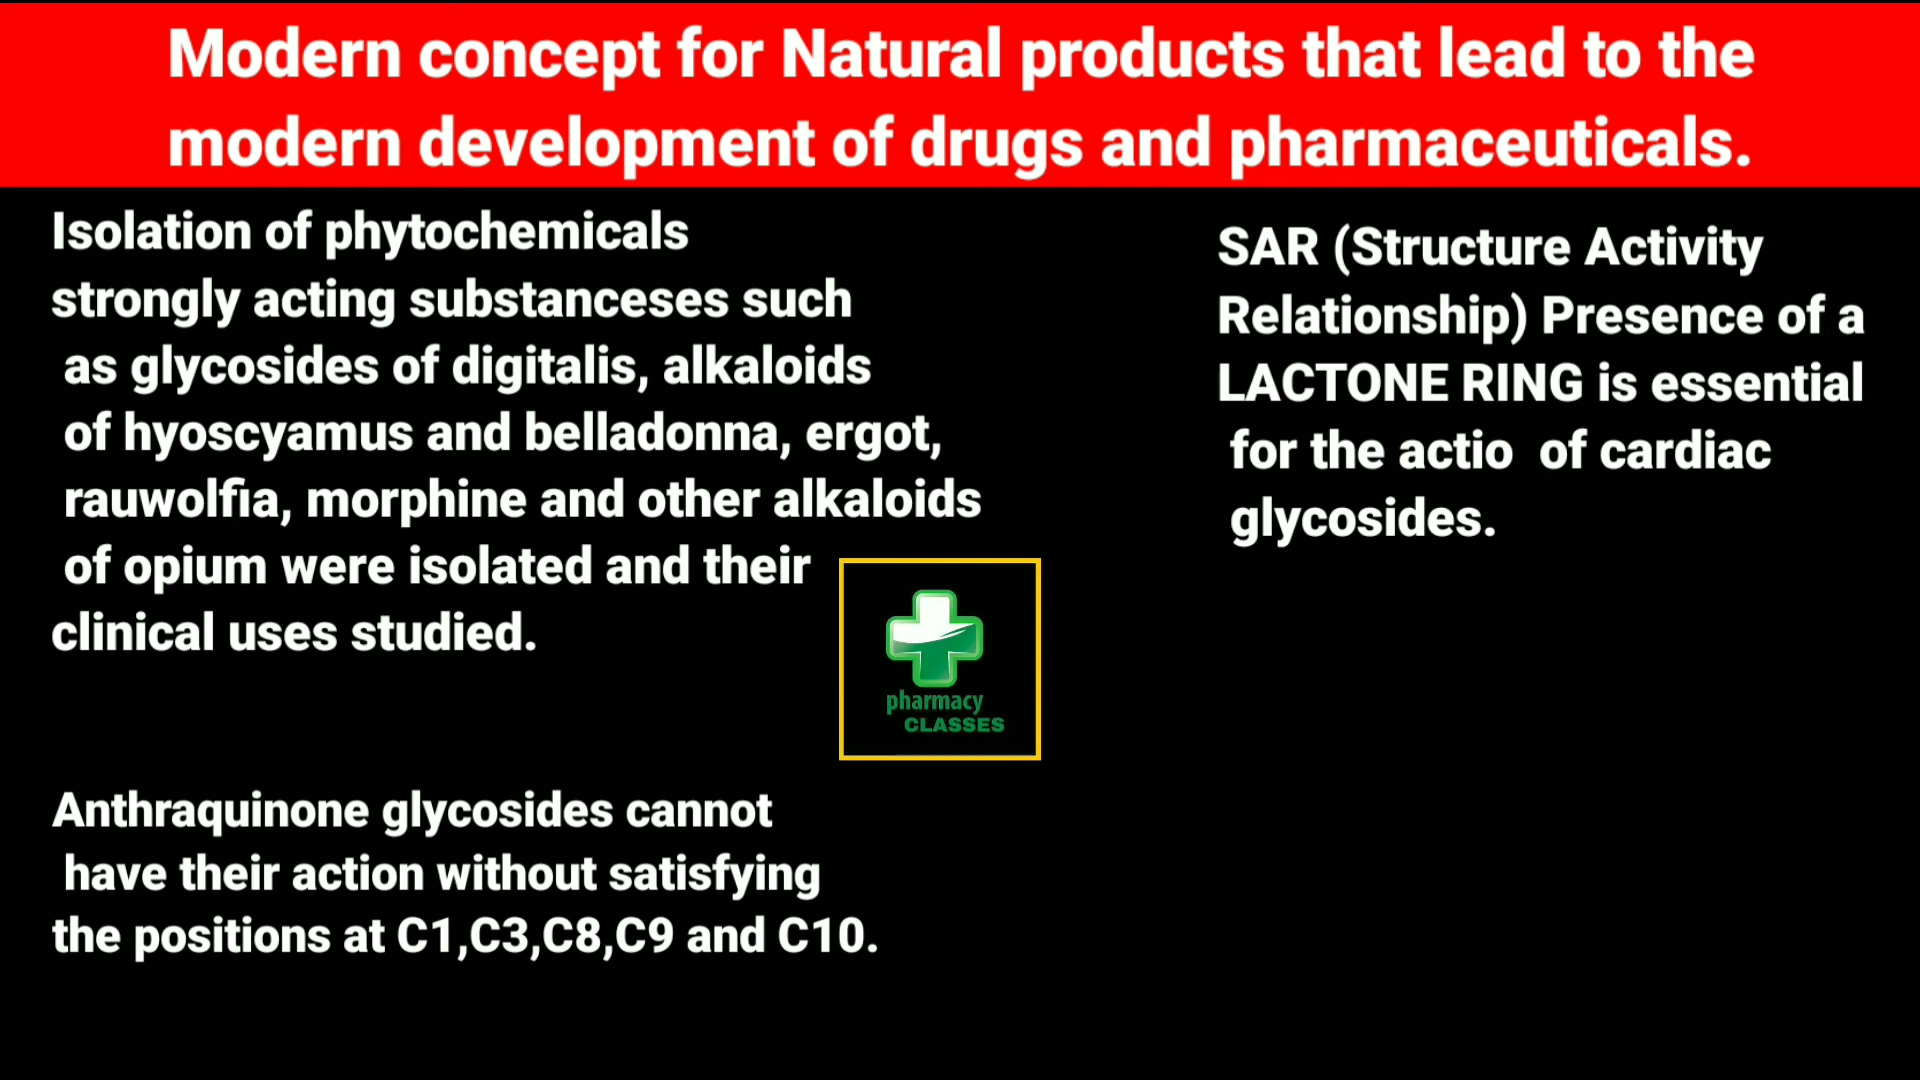 Modern concept for Natural products that lead to the
modern development of drugs and pharmaceuticals.
Isolation of phytochemicals
strongly acting substanceses such
as glycosides of digitalis, alkaloids
of hyoscyamus and belladonna, ergot,
rauwolfia, morphine and other alkaloids
of opium were isolated and their
clinical uses studied.
SAR (Structure Activity
Relationship) Presence of a
LACTONE RING is essential
for the actio of cardiac
glycosides.
pharmacy
CLASSES
Anthraquinone glycosides cannot
have their action without satisfying
the positions at C1,C3,C8,C9 and C10.